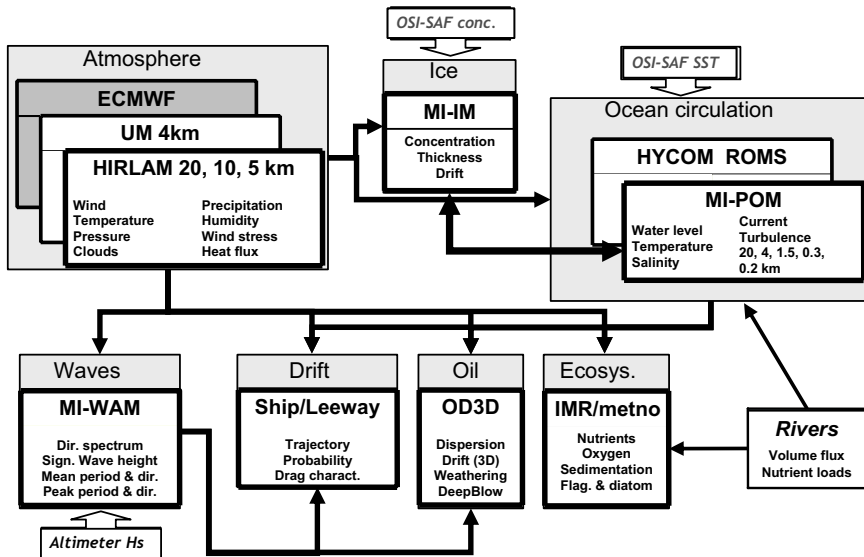 OSI-SAF conc.
Atmosphere
ECMWF
UM 4km
HIRLAM 20, 10, 5 km
Wind
Temperature
Pressure
Clouds
Precipitation
Humidity
Wind stress
Heat flux
Ice
MI-IM
Concentration
Thickness
Drift
OSI-SAF SST
Ocean circulation
HYCOM ROMS
MI-POM
Water level
Temperature
Salinity
Current
Turbulence
20, 4, 1.5, 0.3,
0.2 km
Waves
MI-WAM
Dir. spectrum
Sign. Wave height
Mean period & dir.
Peak period & dir.
Altimeter Hs
Drift
Ship/Leeway
Trajectory
Probability
Drag charact.
Oil
OD3D
Dispersion
Drift (3D)
Weathering
DeepBlow
Ecosys.
IMR/metno
Nutrients
Oxygen
Sedimentation
Flag. & diatom
Rivers
Volume flux
Nutrient loads